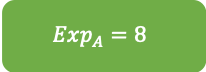 Exp_A = 8